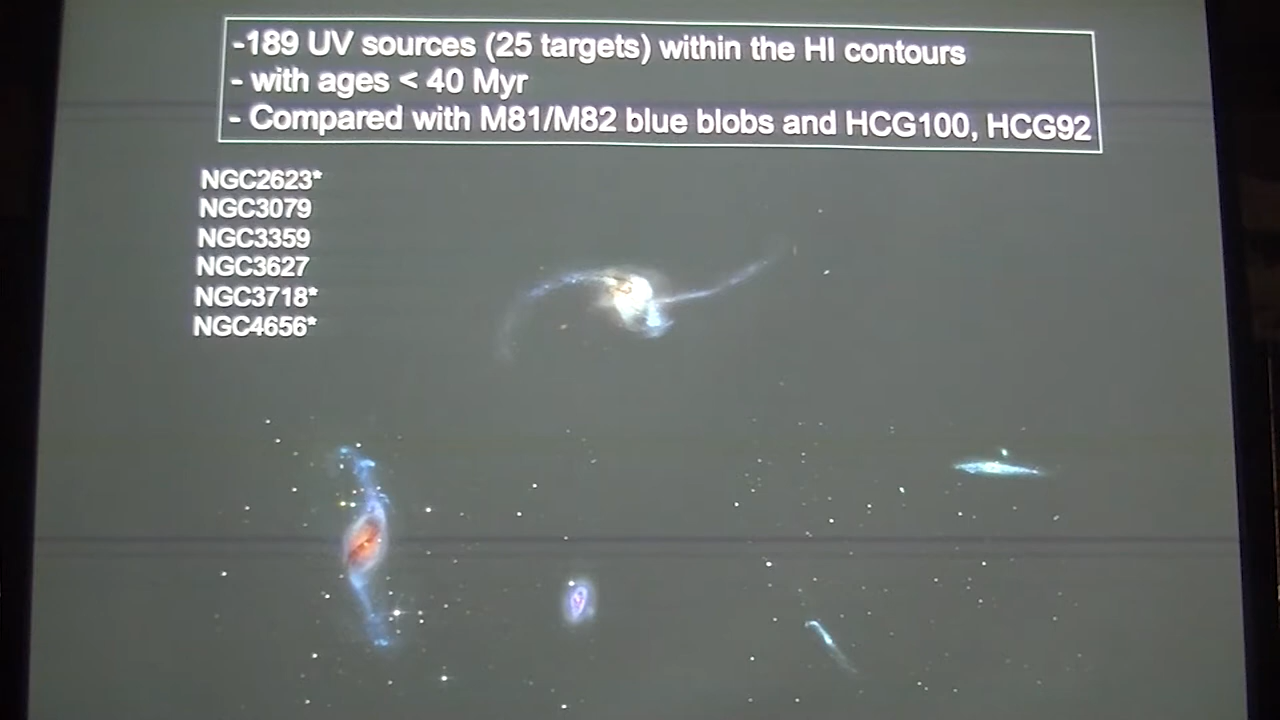 -189 UV sources (25 targets) within the HI contours
- with ages < 40 Myr
- Compared with M81/M82 blue blobs and HCG100, HCG92
NGC2623*
NGC3079
NGC3359
NGC3627
NGC3718*
NGC4656*